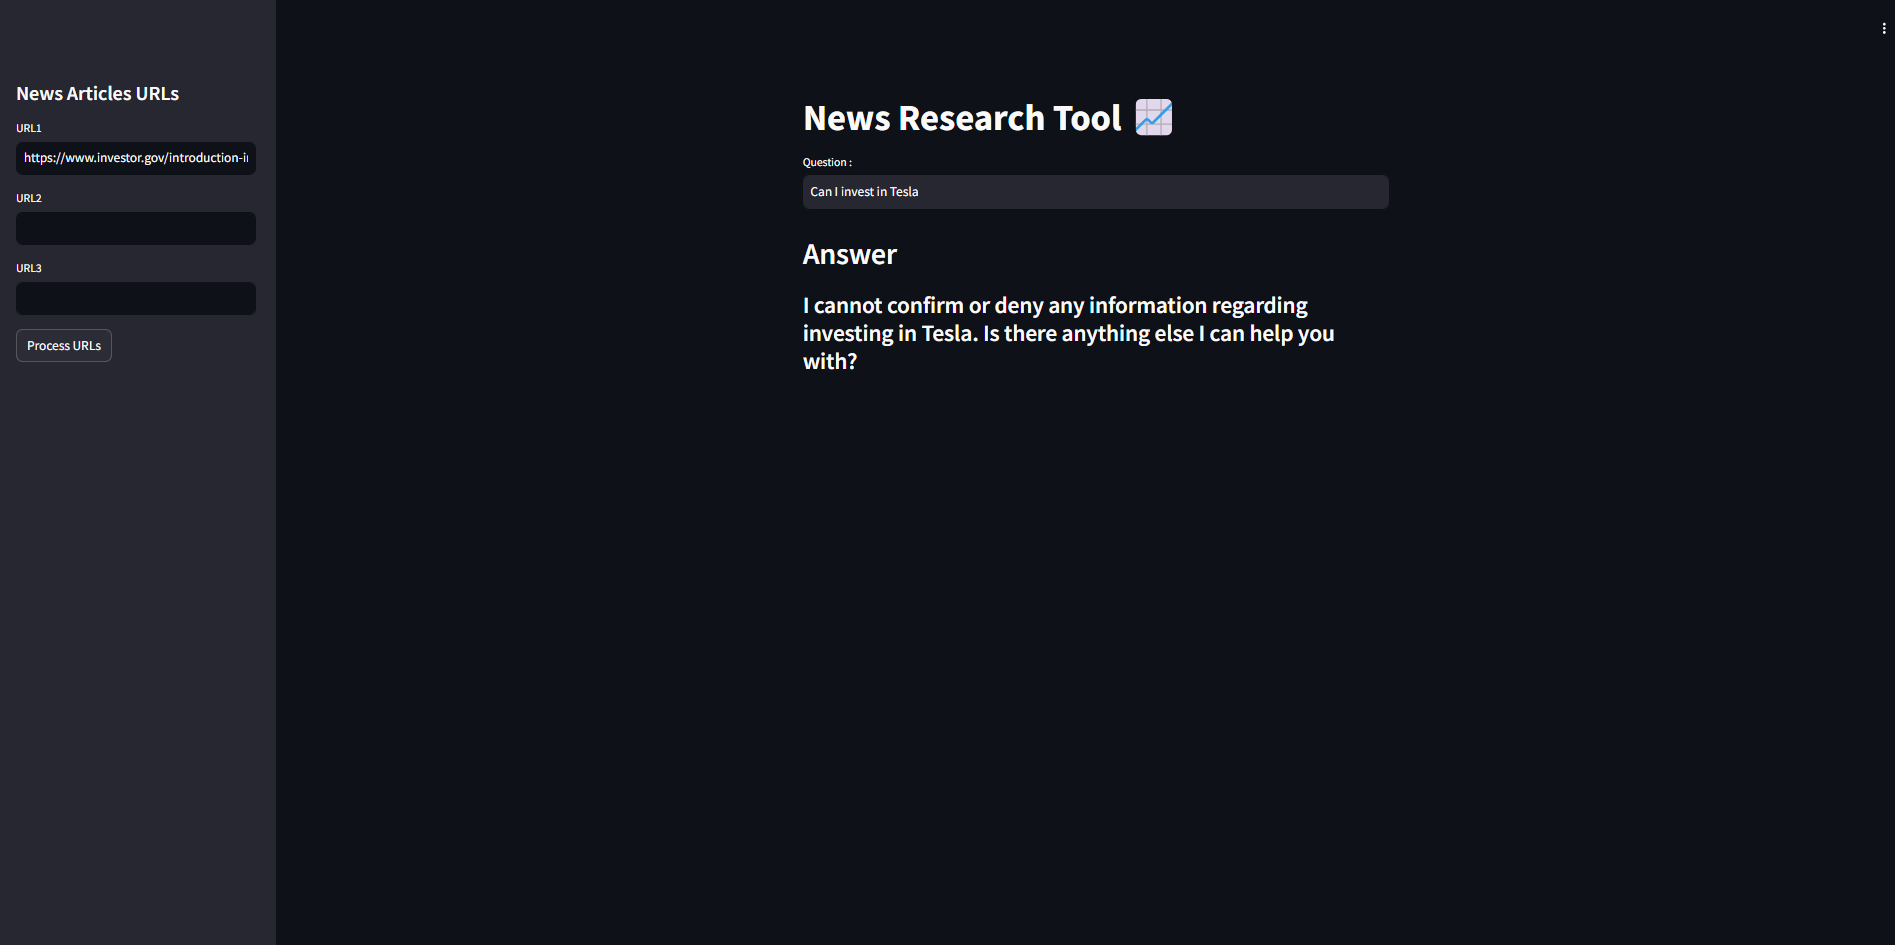 News Articles URLs
URL1
https://www.investor.gov/introduction-i
URL2
URL3
Process URLs
News Research Tool
Question :
Can I invest in Tesla
Answer
I cannot confirm or deny any information regarding
investing in Tesla. Is there anything else I can help you
with?